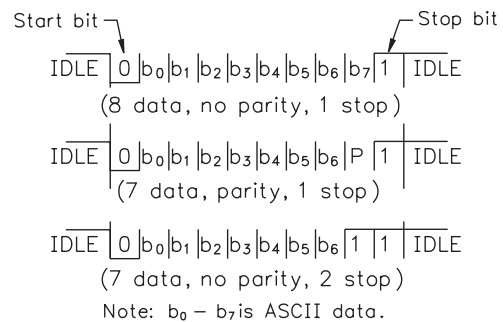 Start bit Stop bit
IDLE 0 b₀ b₁ b₂ b₃ b₄ b₅ b₆ b₇ 1 IDLE
(8 data, no parity, 1 stop)
IDLE 0 b₀ b₁ b₂ b₃ b₄ b₅ b₆ P 1 IDLE
(7 data, parity, 1 stop)
IDLE 0 b₀ b₁ b₂ b₃ b₄ b₅ b₆ 1 1 IDLE
(7 data, no parity, 2 stop)
Note: b₀ – b₇ is ASCII data.